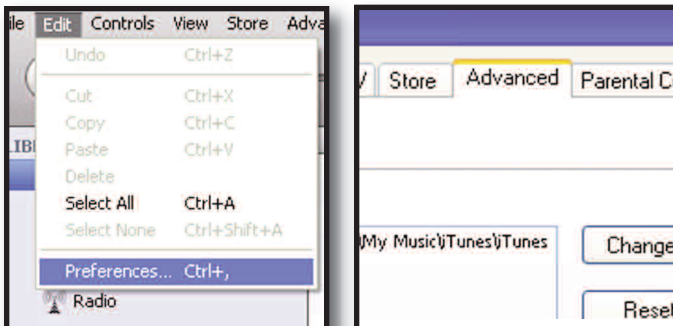 ile Edit Controls View Store Adva
Undo Ctrl+Z
Cut Ctrl+X
Copy Ctrl+C
Paste Ctrl+V
Delete
Select All Ctrl+A
Select None Ctrl+Shift+A
Preferences... Ctrl+,
LIB
Radio
Store Advanced Parental C
\My Music\iTunes\iTunes
Change
Reset